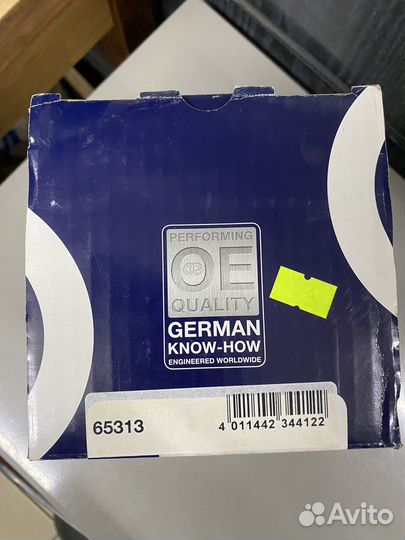 PERFORMING
OE
QUALITY
GERMAN
KNOW-HOW
ENGINEERED WORLDWIDE
65313
4 011442 344122
Avito